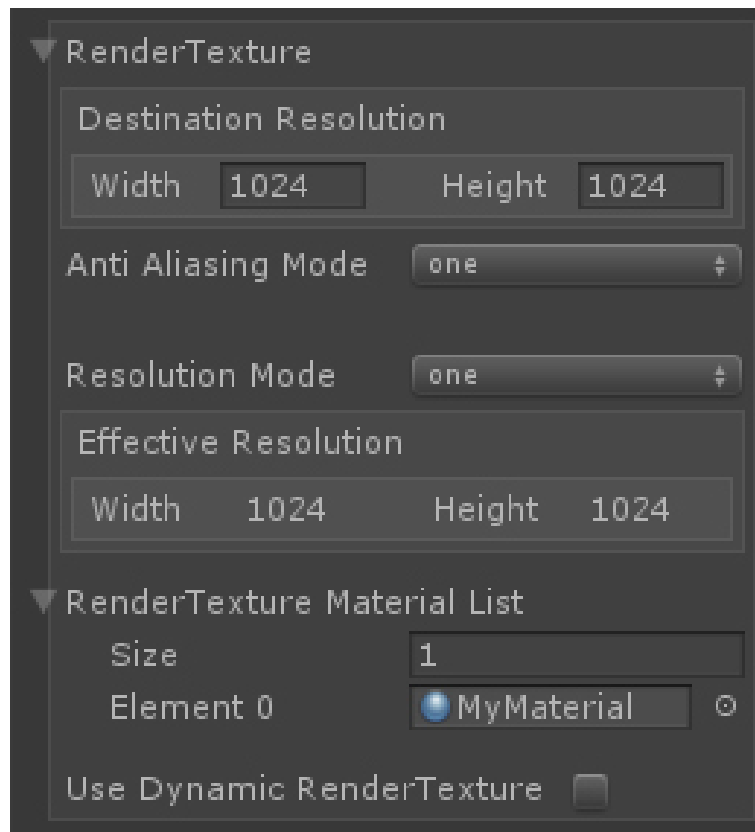 RenderTexture
Destination Resolution
Width 1024 Height 1024
Anti Aliasing Mode one
Resolution Mode one
Effective Resolution
Width 1024 Height 1024
RenderTexture Material List
Size 1
Element 0 MyMaterial
Use Dynamic RenderTexture